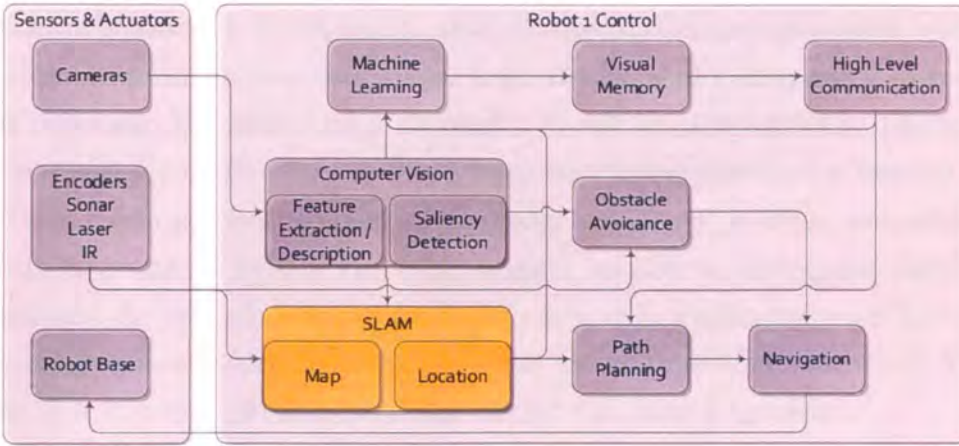 Sensors & Actuators
Robot 1 Control
Cameras
Machine
Learning
Visual
Memory
High Level
Communication
Encoders
Sonar
Laser
IR
Computer Vision
Feature
Extraction /
Description
Saliency
Detection
Obstacle
Avoicance
SLAM
Map
Location
Robot Base
Path
Planning
Navigation